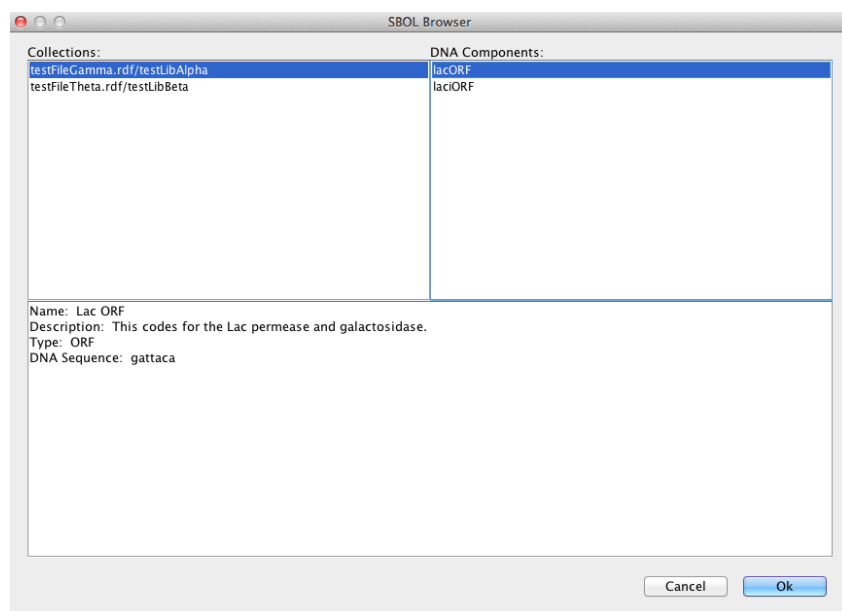 SBOL Browser
Collections:
testFileGamma.rdf/testLibAlpha
testFileTheta.rdf/testLibBeta
DNA Components:
lacORF
laciORF
Name: Lac ORF
Description: This codes for the Lac permease and galactosidase.
Type: ORF
DNA Sequence: gattaca
Cancel
Ok